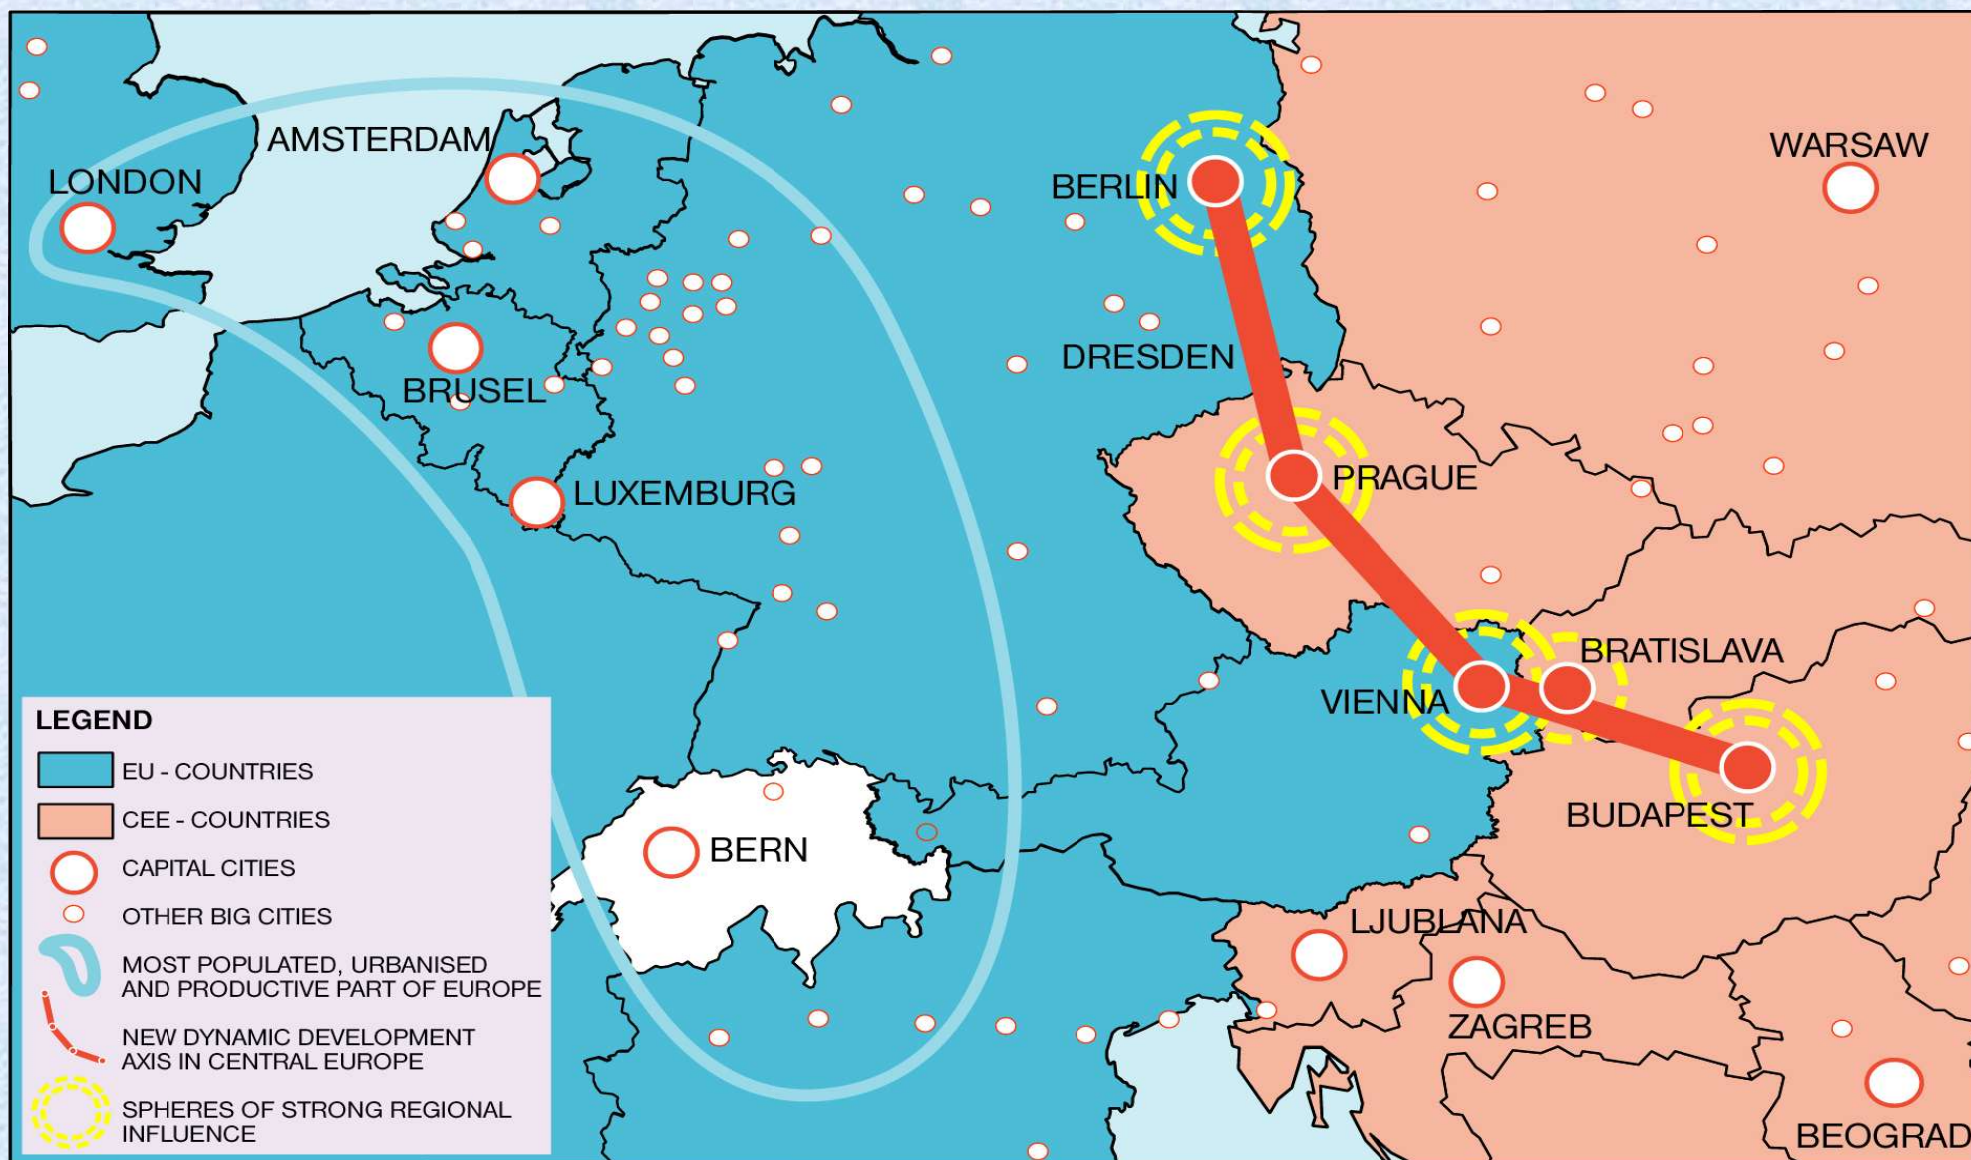 AMSTERDAM
LONDON
BRUSEL
LUXEMBURG
BERLIN
WARSAW
DRESDEN
PRAGUE
BRATISLAVA
VIENNA
BUDAPEST
BERN
LJUBLANA
ZAGREB
BEOGRAD
LEGEND
EU - COUNTRIES
CEE - COUNTRIES
CAPITAL CITIES
OTHER BIG CITIES
MOST POPULATED, URBANISED
AND PRODUCTIVE PART OF EUROPE
NEW DYNAMIC DEVELOPMENT
AXIS IN CENTRAL EUROPE
SPHERES OF STRONG REGIONAL
INFLUENCE